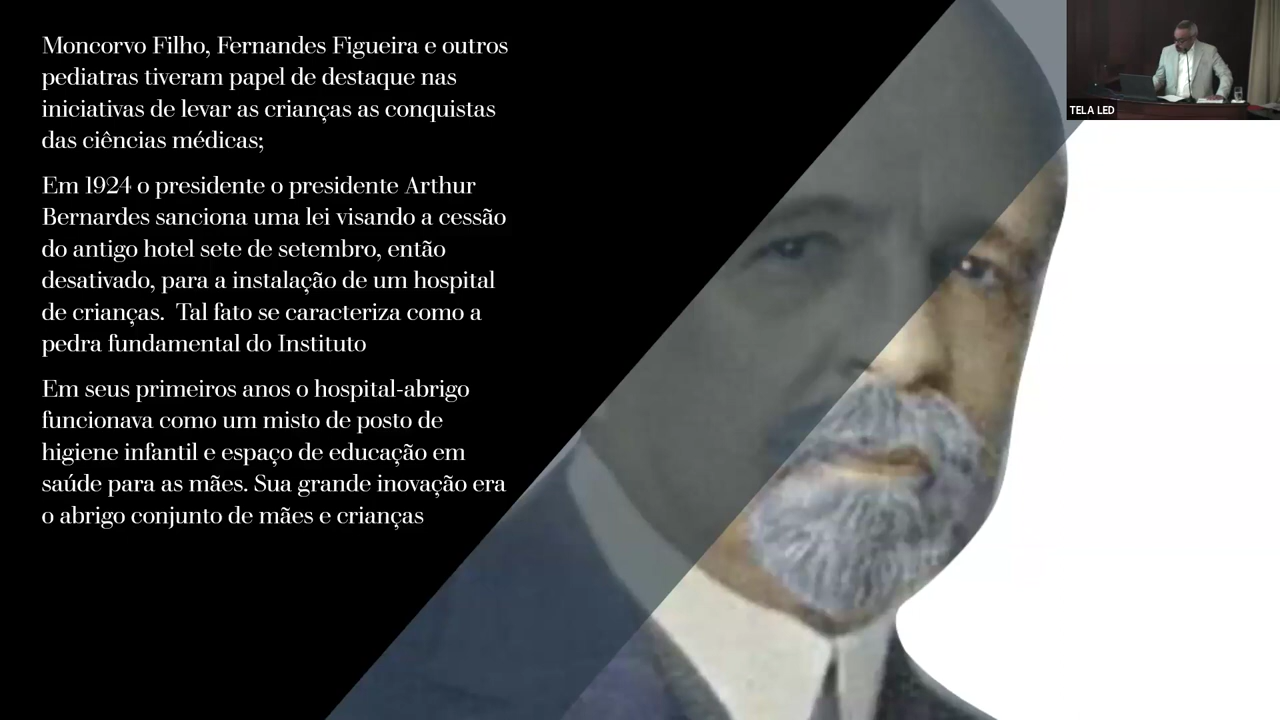 Moncorvo Filho, Fernandes Figueira e outros
pediatras tiveram papel de destaque nas
iniciativas de levar as crianças as conquistas
das ciências médicas;
Em 1924 o presidente o presidente Arthur
Bernardes sanciona uma lei visando a cessão
do antigo hotel sete de setembro, então
desativado, para a instalação de um hospital
de crianças.  Tal fato se caracteriza como a
pedra fundamental do Instituto
Em seus primeiros anos o hospital-abrigo
funcionava como um misto de posto de
higiene infantil e espaço de educação em
saúde para as mães. Sua grande inovação era
o abrigo conjunto de mães e crianças
TELA LED